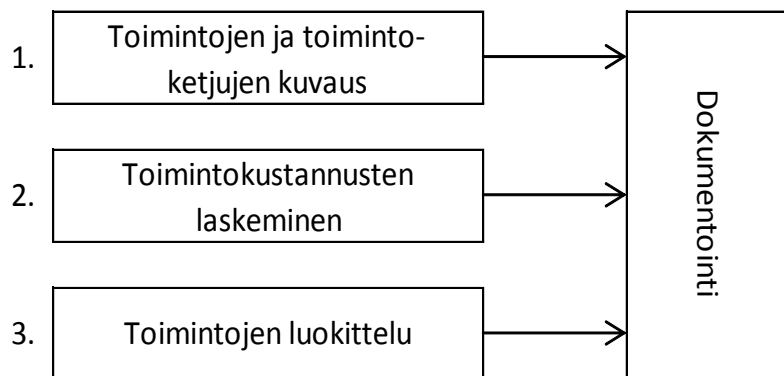 1.
Toimintojen ja toiminto-
ketjujen kuvaus
2.
Toimintokustannusten
laskeminen
3.
Toimintojen luokittelu
Dokumentointi